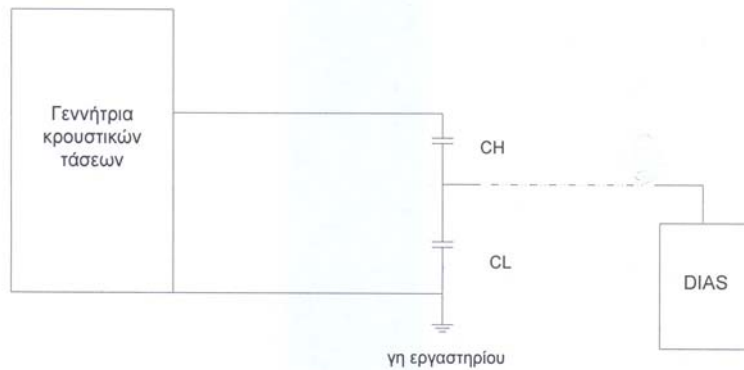 Γεννήτρια
κρουστικών
τάσεων
CH
CL
DIAS
γη εργαστηρίου